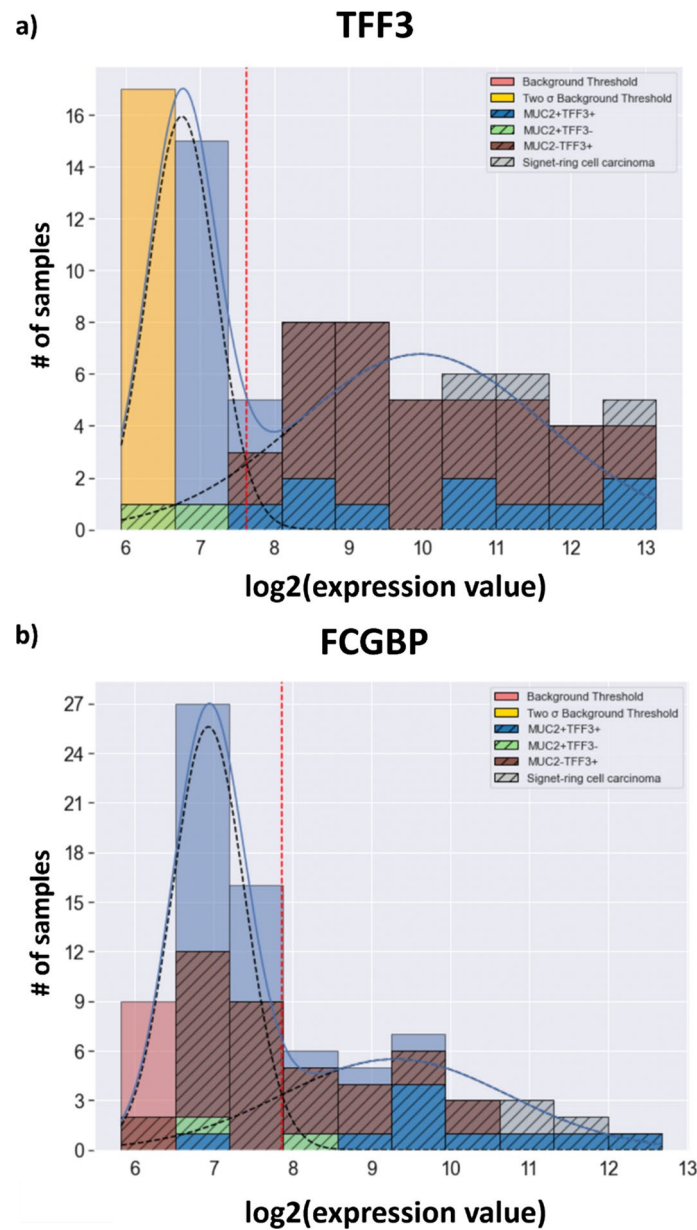 a)
TFF3
Background Threshold
Two σ Background Threshold
MUC2+TFF3+
MUC2+TFF3-
MUC2-TFF3+
Signet-ring cell carcinoma
16
14
12
10
8
6
4
2
0
# of samples
6 7 8 9 10 11 12 13
log2(expression value)
b)
FCGBP
Background Threshold
Two σ Background Threshold
MUC2+TFF3+
MUC2+TFF3-
MUC2-TFF3+
Signet-ring cell carcinoma
27
24
21
18
15
12
9
6
3
0
# of samples
6 7 8 9 10 11 12 13
log2(expression value)